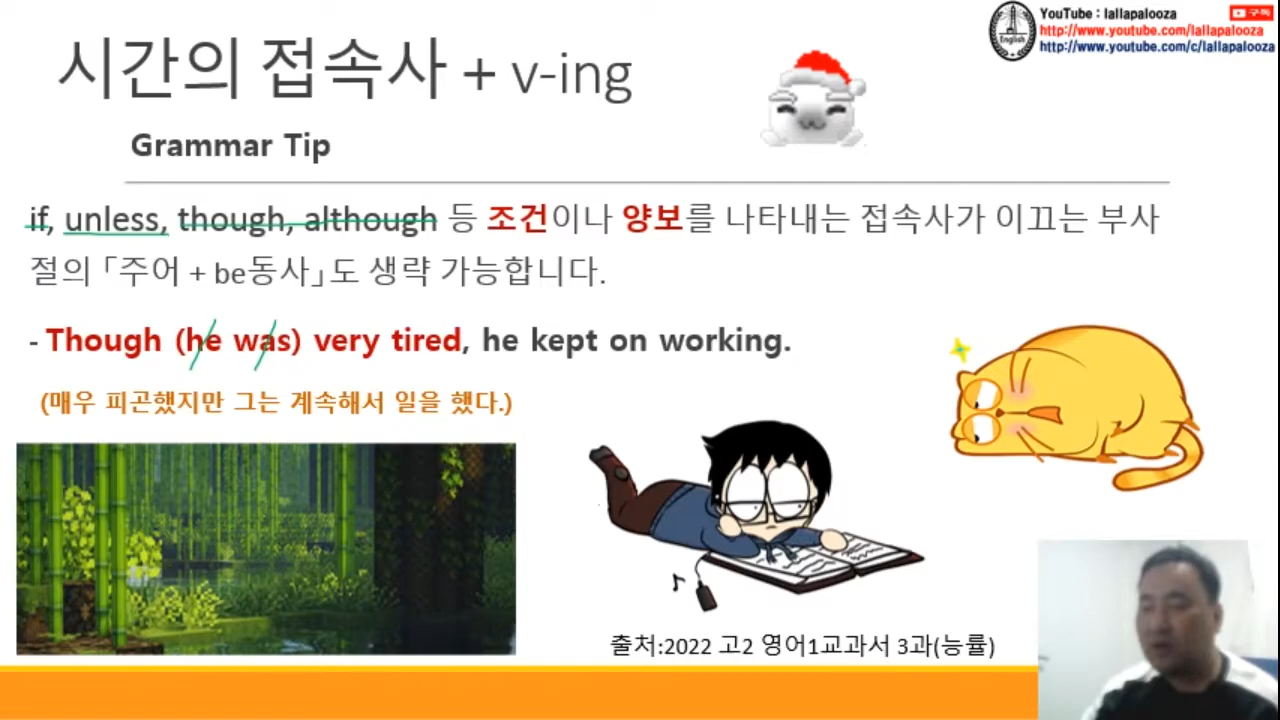 YouTube : lallapalooza
구독
http://www.youtube.com/lallapalooza
http://www.youtube.com/c/lallapalooza
English
시간의 접속사 + v-ing
Grammar Tip
if, unless, though, although 등 조건이나 양보를 나타내는 접속사가 이끄는 부사
절의 「주어 + be동사」도 생략 가능합니다.
- Though (he was) very tired, he kept on working.
(매우 피곤했지만 그는 계속해서 일을 했다.)
출처:2022 고2 영어1교과서 3과(능률)